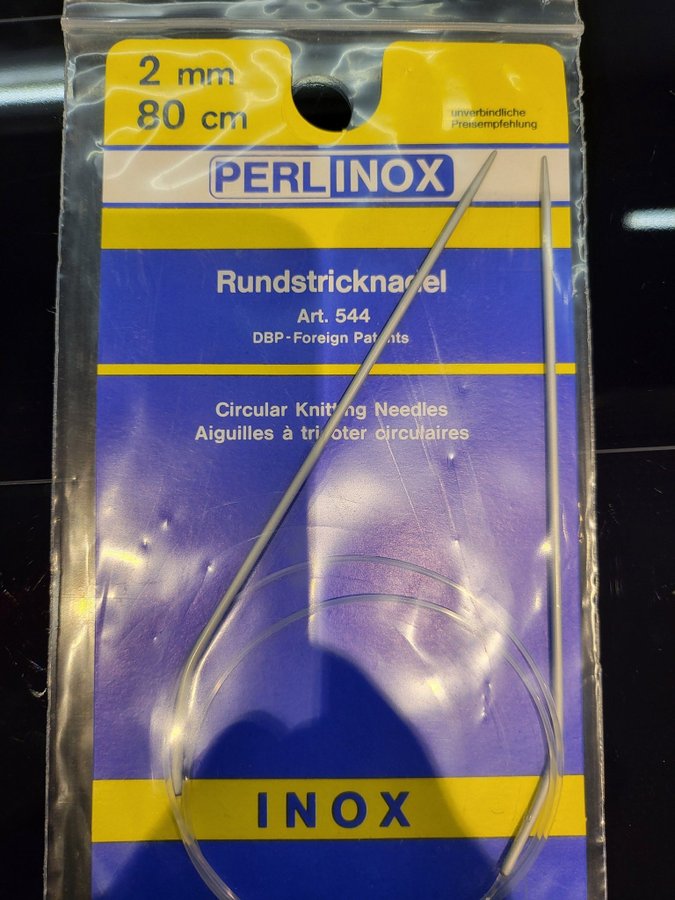 2 mm
80 cm
unverbindliche
Preisempfehlung
PERLINOX
Rundstricknadel
Art. 544
DBP-Foreign Patents
Circular Knitting Needles
Aiguilles à tricoter circulaires
INOX